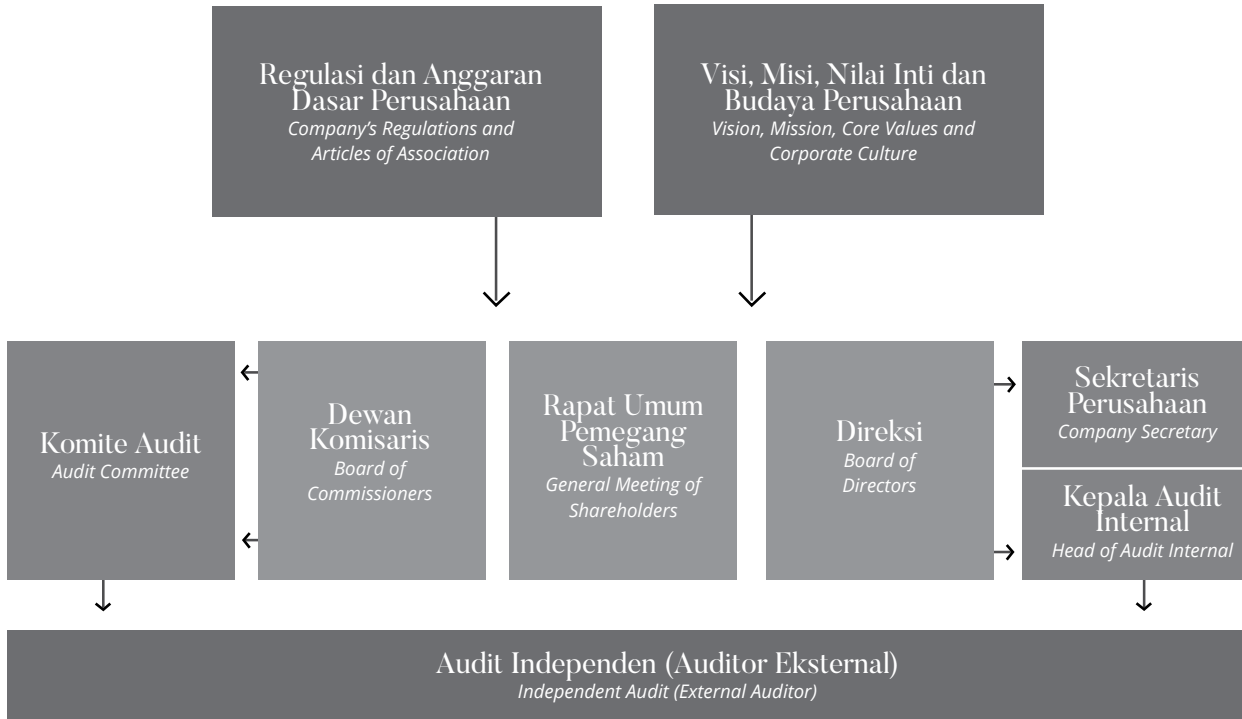 Regulasi dan Anggaran
Dasar Perusahaan
Company's Regulations and
Articles of Association
Visi, Misi, Nilai Inti dan
Budaya Perusahaan
Vision, Mission, Core Values and
Corporate Culture
Komite Audit
Audit Committee
Dewan
Komisaris
Board of
Commissioners
Rapat Umum
Pemegang
Saham
General Meeting of
Shareholders
Direksi
Board of
Directors
Sekretaris
Perusahaan
Company Secretary
Kepala Audit
Internal
Head of Audit Internal
Audit Independen (Auditor Eksternal)
Independent Audit (External Auditor)